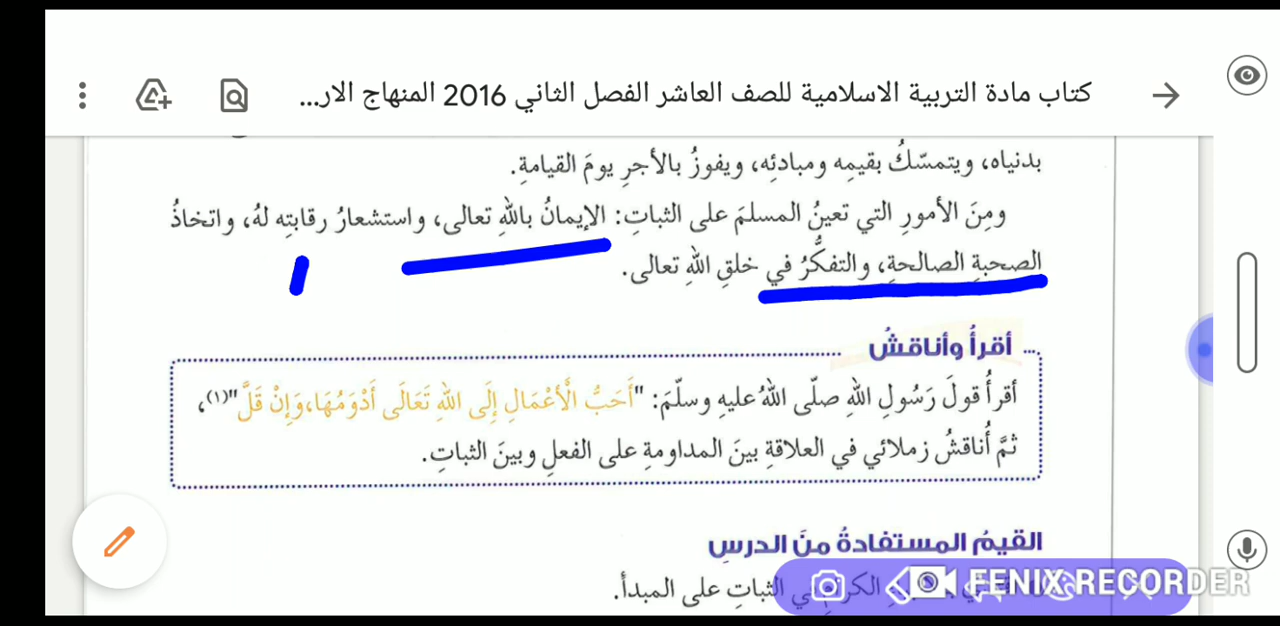 كتاب مادة التربية الاسلامية للصف العاشر الفصل الثاني 2016 المنهاج الار...
بدنياه، ويتمسّكُ بقيمِه ومبادئِه، ويفوزُ بالأجرِ يومَ القيامةِ.
ومِنَ الأمورِ التي تعينُ المسلمَ على الثباتِ: الإيمانُ باللهِ تعالى، واستشعارُ رقابتِه لهُ، واتخاذُ
الصحبةِ الصالحةِ، والتفكُّرُ في خلقِ اللهِ تعالى.
أقرأُ وأناقشُ
أقرأُ قولَ رَسُولِ اللهِ صلّى اللهُ عليهِ وسلّمَ: "أَحَبُّ الْأَعْمَالِ إِلَى اللهِ تَعَالَى أَدْوَمُهَا،وَإِنْ قَلَّ"(١)،
ثمَّ أُناقشُ زملائي في العلاقةِ بينَ المداومةِ على الفعلِ وبينَ الثباتِ.
القيمُ المستفادةُ منَ الدرسِ
الثباتِ على المبدأ.
FENIX RECORDER